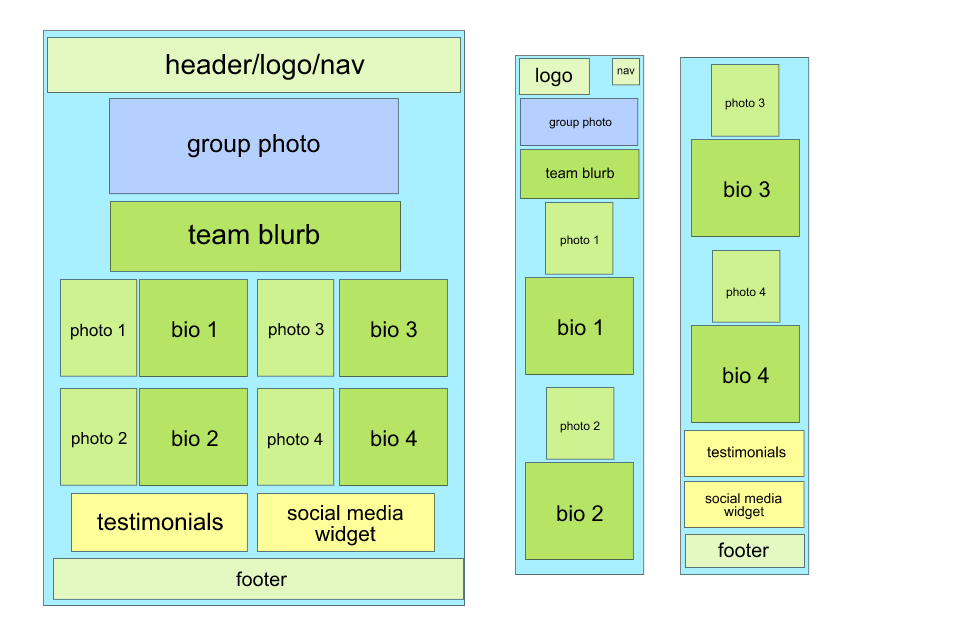 header/logo/nav
group photo
team blurb
photo 1
bio 1
photo 3
bio 3
photo 2
bio 2
photo 4
bio 4
testimonials
social media
widget
footer
logo
nav
group photo
team blurb
photo 1
bio 1
photo 2
bio 2
photo 3
bio 3
photo 4
bio 4
testimonials
social media
widget
footer